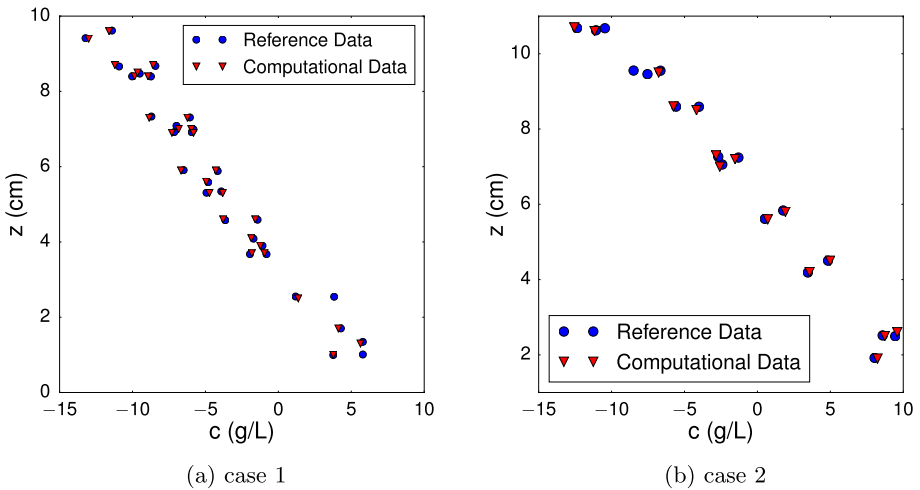 10
8
6
4
2
0
z (cm)
Reference Data
Computational Data
−15 −10 −5 0 5 10
c (g/L)
(a) case 1
10
8
6
4
2
z (cm)
Reference Data
Computational Data
−15 −10 −5 0 5 10
c (g/L)
(b) case 2